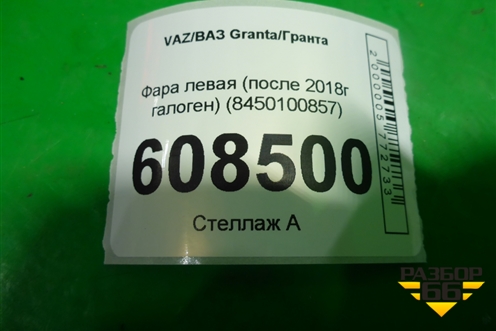 VAZ/ВАЗ Granta/Гранта
Фара левая (после 2018г
галоген) (8450100857)
608500
Стеллаж А
2000005772733
РАЗБОР
66